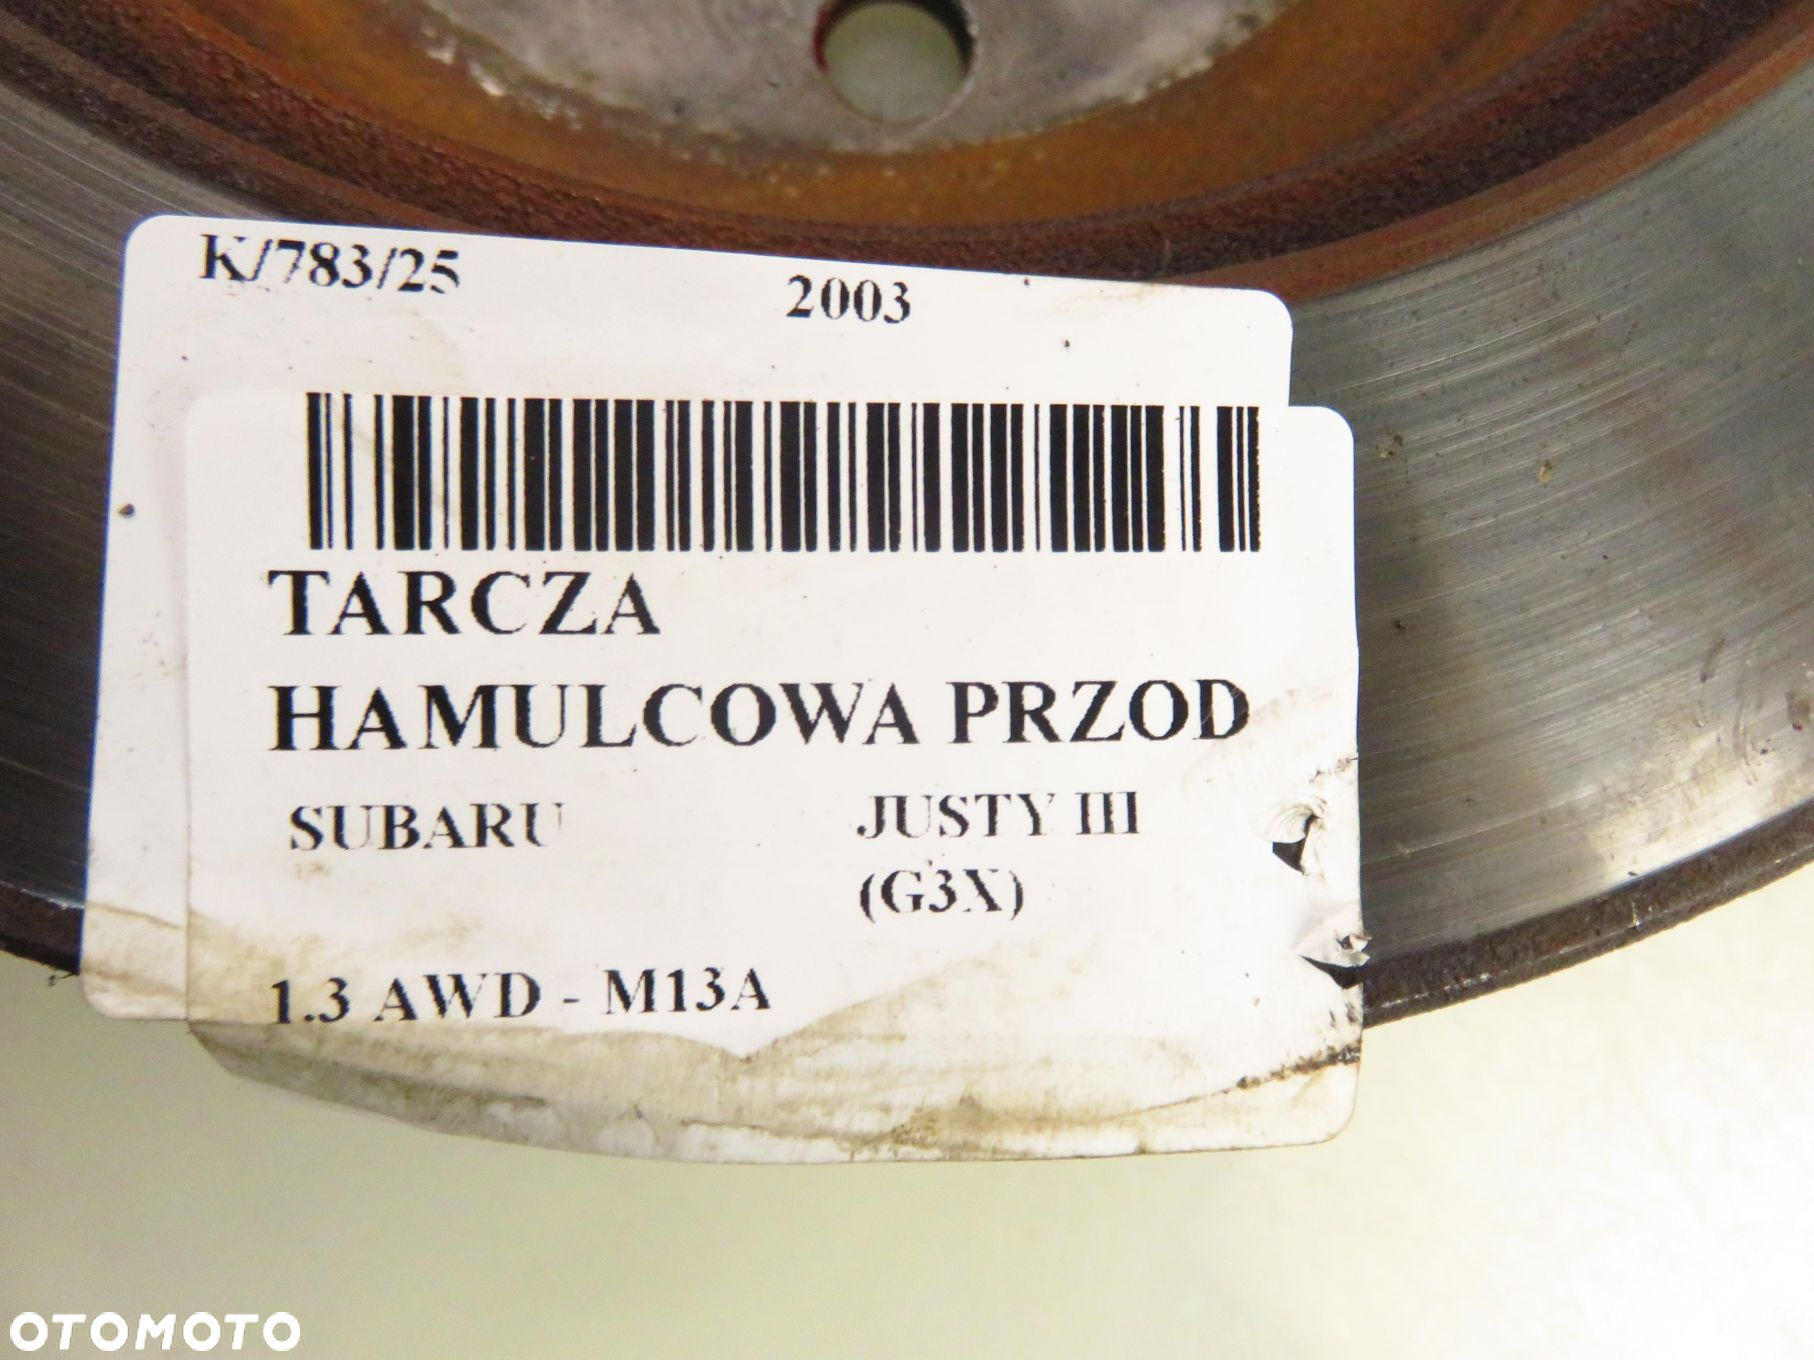 K/783/25 2003
TARCZA
HAMULCOWA PRZOD
SUBARU JUSTY III
(G3X)
1.3 AWD - M13A
OTOMOTO